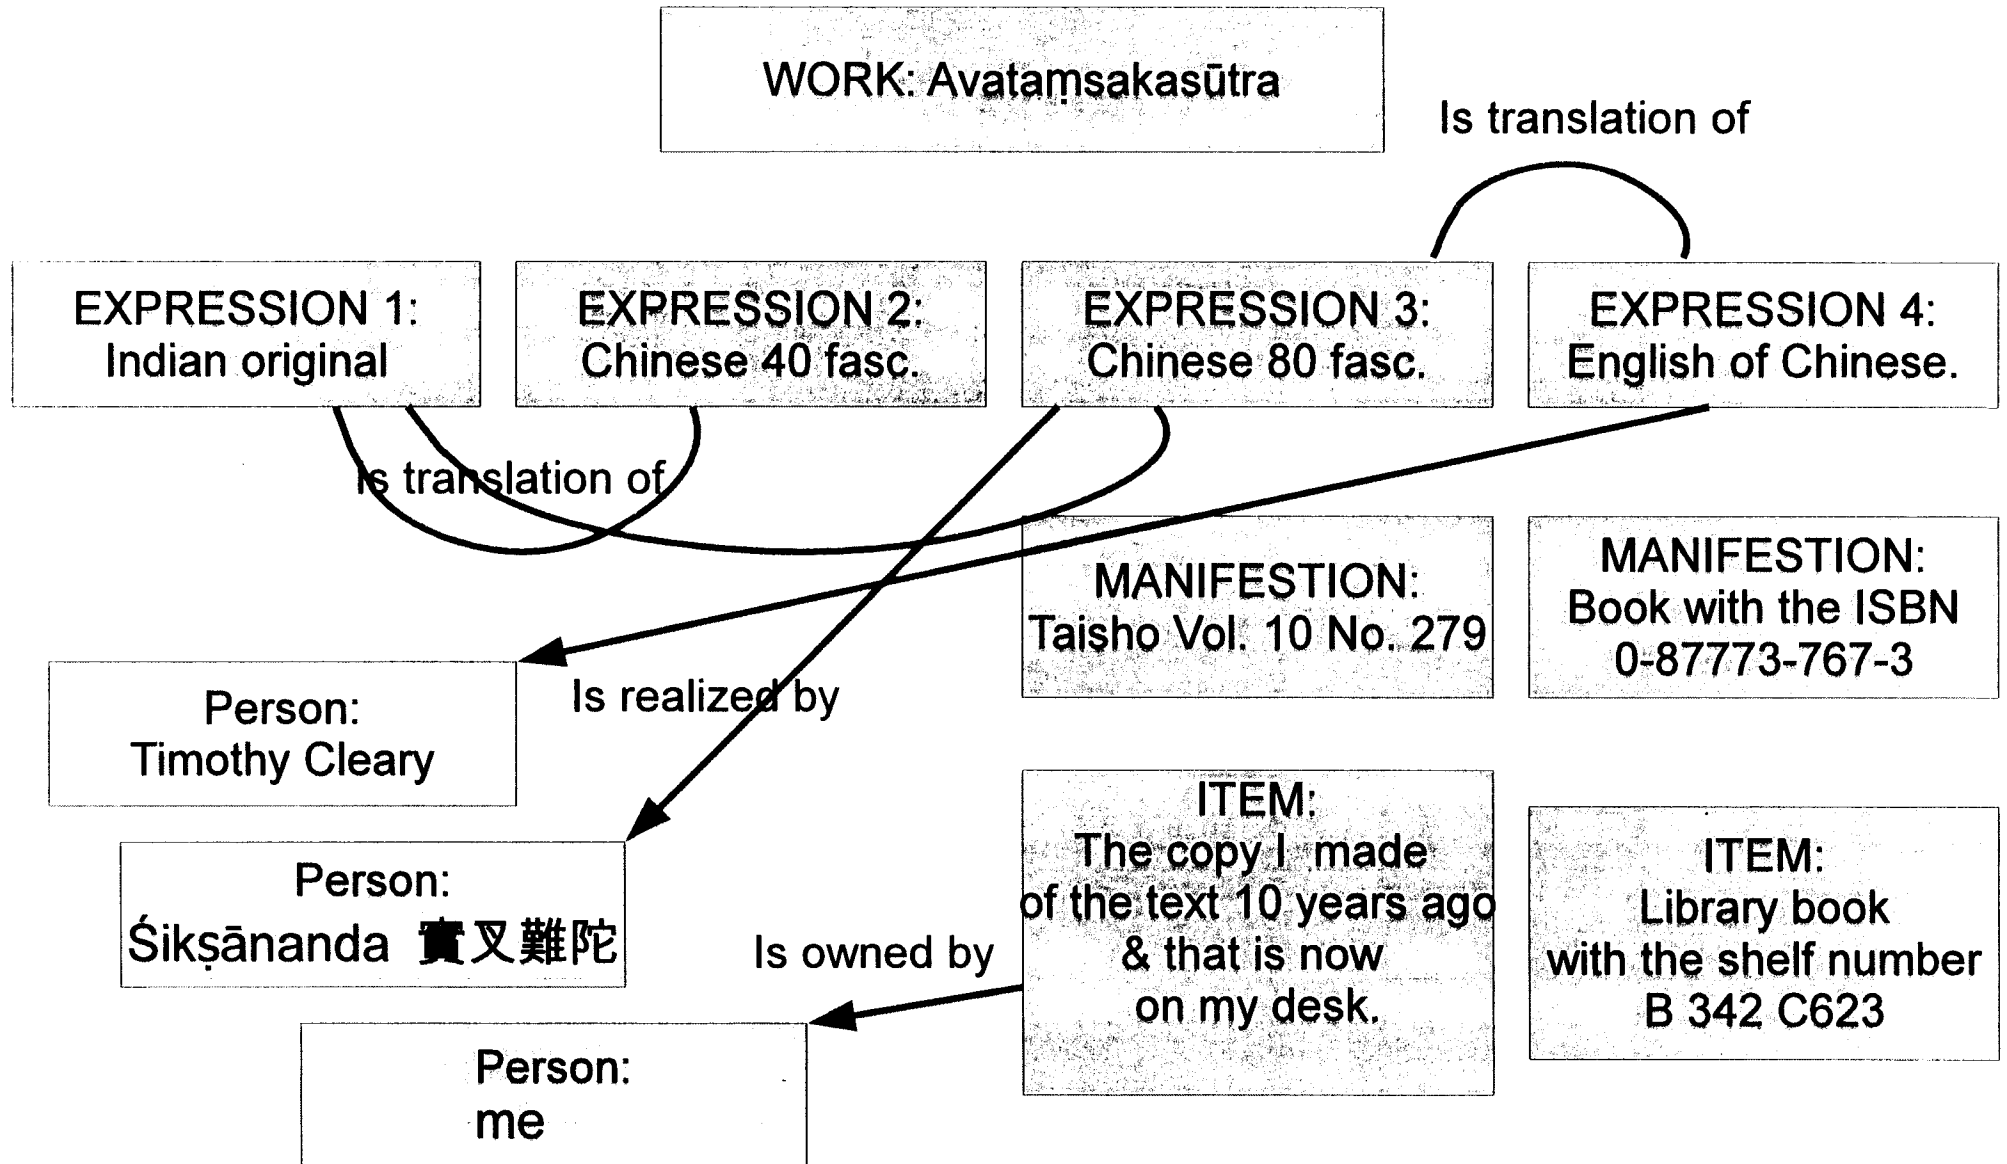 WORK: Avataṃsakasūtra
Is translation of
EXPRESSION 1:
Indian original
EXPRESSION 2:
Chinese 40 fasc.
EXPRESSION 3:
Chinese 80 fasc.
EXPRESSION 4:
English of Chinese.
Is translation of
MANIFESTION:
Taisho Vol. 10 No. 279
MANIFESTION:
Book with the ISBN
0-87773-767-3
Person:
Timothy Cleary
Is realized by
Person:
Śikṣānanda 實叉難陀
ITEM:
The copy I made
of the text 10 years ago
& that is now
on my desk.
ITEM:
Library book
with the shelf number
B 342 C623
Is owned by
Person:
me